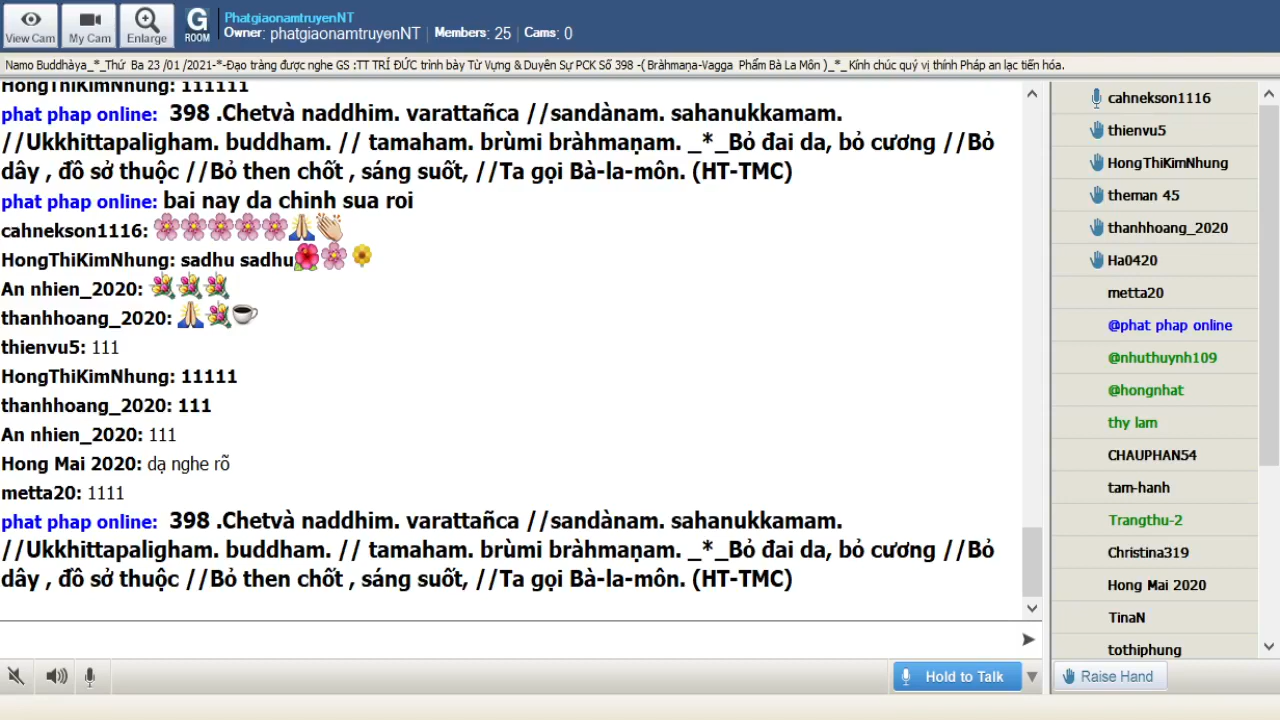 View Cam
My Cam
Enlarge
G
ROOM
PhatgiaonamtruyenNT
Owner: phatgiaonamtruyenNT | Members: 25 | Cams: 0
Namo Buddhàya_*_Thứ Ba 23 /01 /2021-*-Đạo tràng được nghe GS :TT TRÍ ĐỨC trình bày Từ Vựng & Duyên Sự PCK Số 398 -( Bràhmaṇa-Vagga Phẩm Bà La Môn )_*_ Kính chúc quý vị thính Pháp an lạc tiến hóa.
HongThiKimNhung: 111111
phat phap online: 398 .Chetvà naddhim. varattañca //sandànam. sahanukkamam.
//Ukkhittapaligham. buddham. // tamaham. brùmi bràhmaṇam. _*_Bỏ đai da, bỏ cương //Bỏ
dây , đồ sở thuộc //Bỏ then chốt , sáng suốt, //Ta gọi Bà-la-môn. (HT-TMC)
phat phap online: bai nay da chinh sua roi
cahnekson1116:
HongThiKimNhung: sadhu sadhu
An nhien_2020:
thanhhoang_2020:
thienvu5: 111
HongThiKimNhung: 11111
thanhhoang_2020: 111
An nhien_2020: 111
Hong Mai 2020: dạ nghe rõ
metta20: 1111
phat phap online: 398 .Chetvà naddhim. varattañca //sandànam. sahanukkamam.
//Ukkhittapaligham. buddham. // tamaham. brùmi bràhmaṇam. _*_Bỏ đai da, bỏ cương //Bỏ
dây , đồ sở thuộc //Bỏ then chốt , sáng suốt, //Ta gọi Bà-la-môn. (HT-TMC)
cahnekson1116
thienvu5
HongThiKimNhung
theman 45
thanhhoang_2020
Ha0420
metta20
@phat phap online
@nhuthuynh109
@hongnhat
thy lam
CHAUPHAN54
tam-hanh
Trangthu-2
Christina319
Hong Mai 2020
TinaN
tothiphung
Hold to Talk
Raise Hand